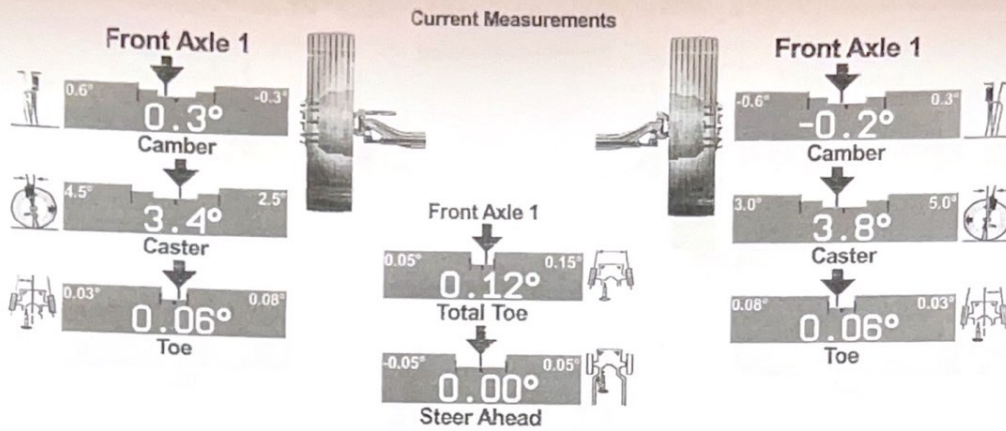 Current Measurements
Front Axle 1
0.6°
-0.3°
0.3°
Camber
4.5°
2.5°
3.4°
Caster
0.03°
0.08°
0.06°
Toe
Front Axle 1
0.05°
0.15°
0.12°
Total Toe
-0.05°
0.05°
0.00°
Steer Ahead
Front Axle 1
-0.6°
0.3°
-0.2°
Camber
3.0°
5.0°
3.8°
Caster
0.08°
0.03°
0.06°
Toe